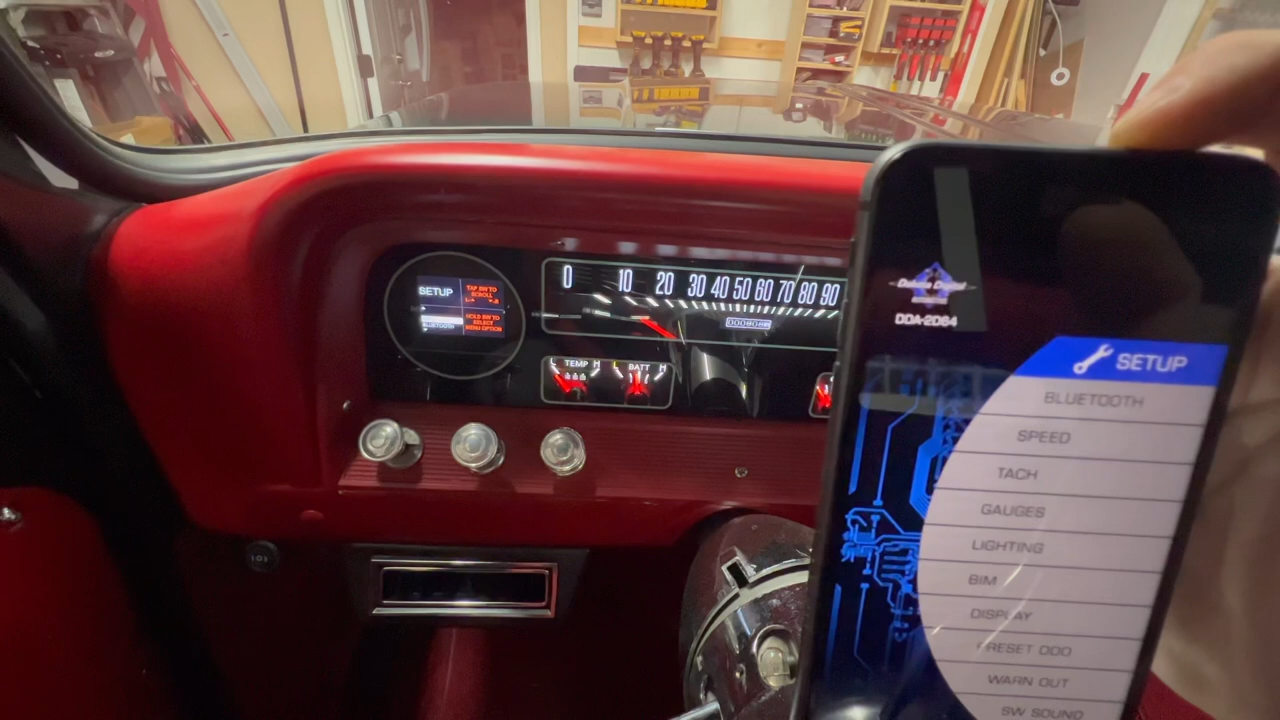 SETUP
TAP SW TO
SCROLL
HOLD SW TO
SELECT
MENU OPTION
BLUETOOTH
0 10 20 30 40 50 60 70 80 90
L TEMP H
L BATT H
Dakota Digital
DDA-2064
SETUP
BLUETOOTH
SPEED
TACH
GAUGES
LIGHTING
BIM
DISPLAY
PRESET ODO
WARN OUT
SW SOUND